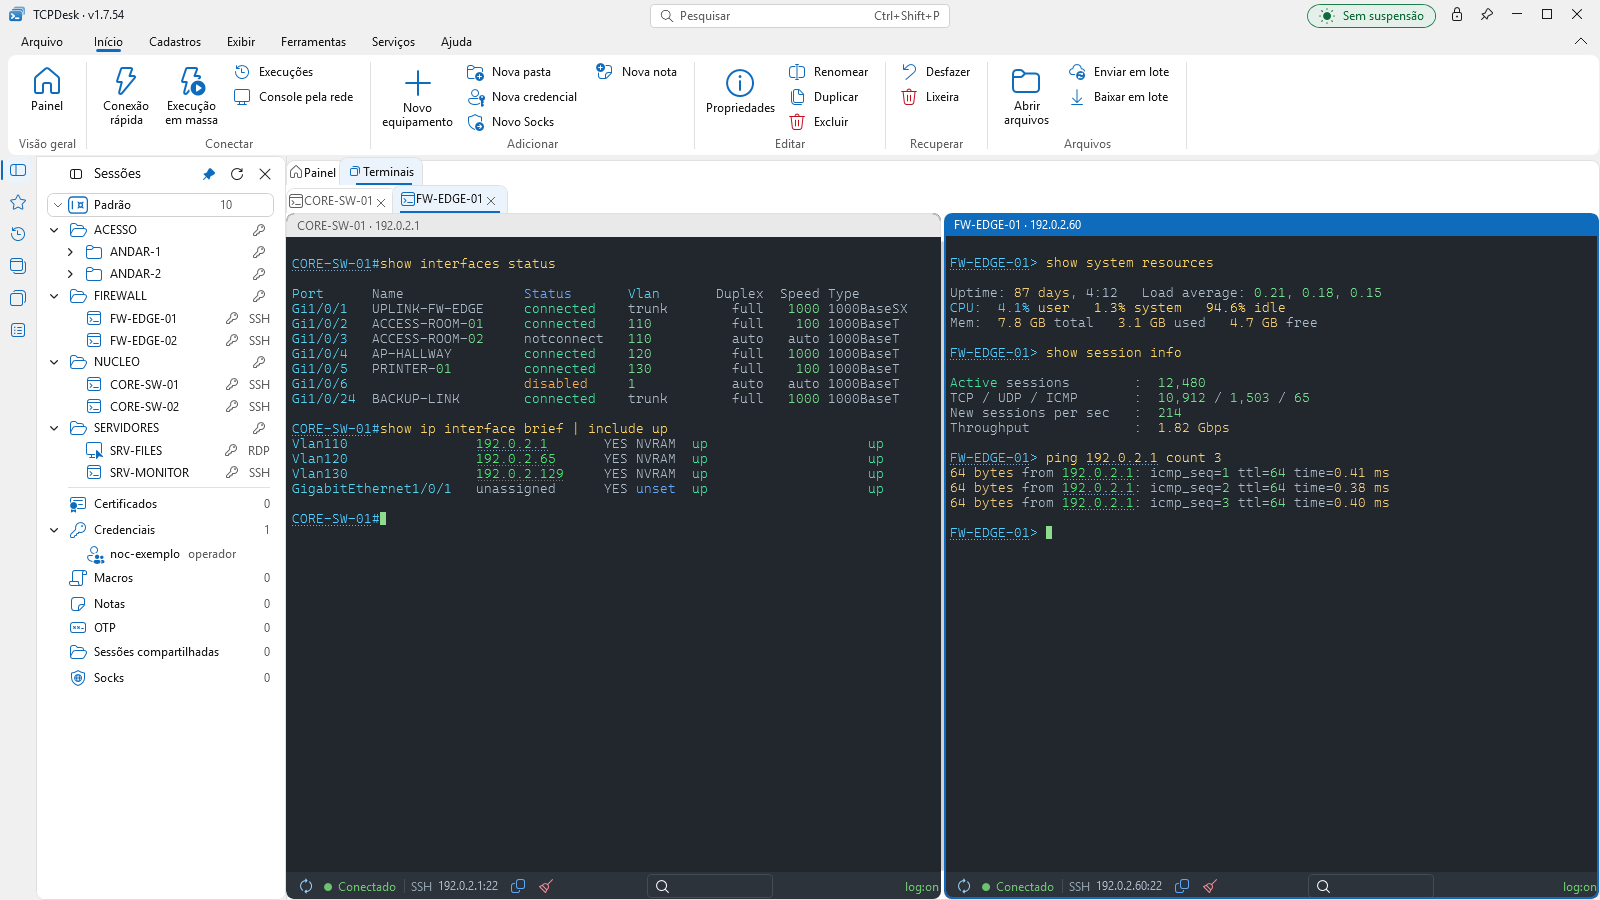 TCPDesk · v1.7.54
Pesquisar Ctrl+Shift+P
Sem suspensão
Arquivo Início Cadastros Exibir Ferramentas Serviços Ajuda
Painel
Visão geral
Conexão rápida
Execução em massa
Execuções
Console pela rede
Conectar
Novo equipamento
Nova pasta
Nova credencial
Novo Socks
Nova nota
Adicionar
Propriedades
Renomear
Duplicar
Excluir
Editar
Desfazer
Lixeira
Recuperar
Abrir arquivos
Enviar em lote
Baixar em lote
Arquivos
Sessões
Padrão 10
ACESSO
ANDAR-1
ANDAR-2
FIREWALL
FW-EDGE-01 SSH
FW-EDGE-02 SSH
NUCLEO
CORE-SW-01 SSH
CORE-SW-02 SSH
SERVIDORES
SRV-FILES RDP
SRV-MONITOR SSH
Certificados 0
Credenciais 1
noc-exemplo operador
Macros 0
Notas 0
OTP 0
Sessões compartilhadas 0
Socks 0
Painel Terminais
CORE-SW-01 FW-EDGE-01
CORE-SW-01 · 192.0.2.1
CORE-SW-01#show interfaces status
Port Name Status Vlan Duplex Speed Type
Gi1/0/1 UPLINK-FW-EDGE connected trunk full 1000 1000BaseSX
Gi1/0/2 ACCESS-ROOM-01 connected 110 full 100 1000BaseT
Gi1/0/3 ACCESS-ROOM-02 notconnect 110 auto auto 1000BaseT
Gi1/0/4 AP-HALLWAY connected 120 full 1000 1000BaseT
Gi1/0/5 PRINTER-01 connected 130 full 100 1000BaseT
Gi1/0/6 disabled 1 auto auto 1000BaseT
Gi1/0/24 BACKUP-LINK connected trunk full 1000 1000BaseT
CORE-SW-01#show ip interface brief | include up
Vlan110 192.0.2.1 YES NVRAM up up
Vlan120 192.0.2.65 YES NVRAM up up
Vlan130 192.0.2.129 YES NVRAM up up
GigabitEthernet1/0/1 unassigned YES unset up up
CORE-SW-01#
Conectado SSH 192.0.2.1:22 log:on
FW-EDGE-01 · 192.0.2.60
FW-EDGE-01> show system resources
Uptime: 87 days, 4:12 Load average: 0.21, 0.18, 0.15
CPU: 4.1% user 1.3% system 94.6% idle
Mem: 7.8 GB total 3.1 GB used 4.7 GB free
FW-EDGE-01> show session info
Active sessions : 12,480
TCP / UDP / ICMP : 10,912 / 1,503 / 65
New sessions per sec : 214
Throughput : 1.82 Gbps
FW-EDGE-01> ping 192.0.2.1 count 3
64 bytes from 192.0.2.1: icmp_seq=1 ttl=64 time=0.41 ms
64 bytes from 192.0.2.1: icmp_seq=2 ttl=64 time=0.38 ms
64 bytes from 192.0.2.1: icmp_seq=3 ttl=64 time=0.40 ms
FW-EDGE-01>
Conectado SSH 192.0.2.60:22 log:on